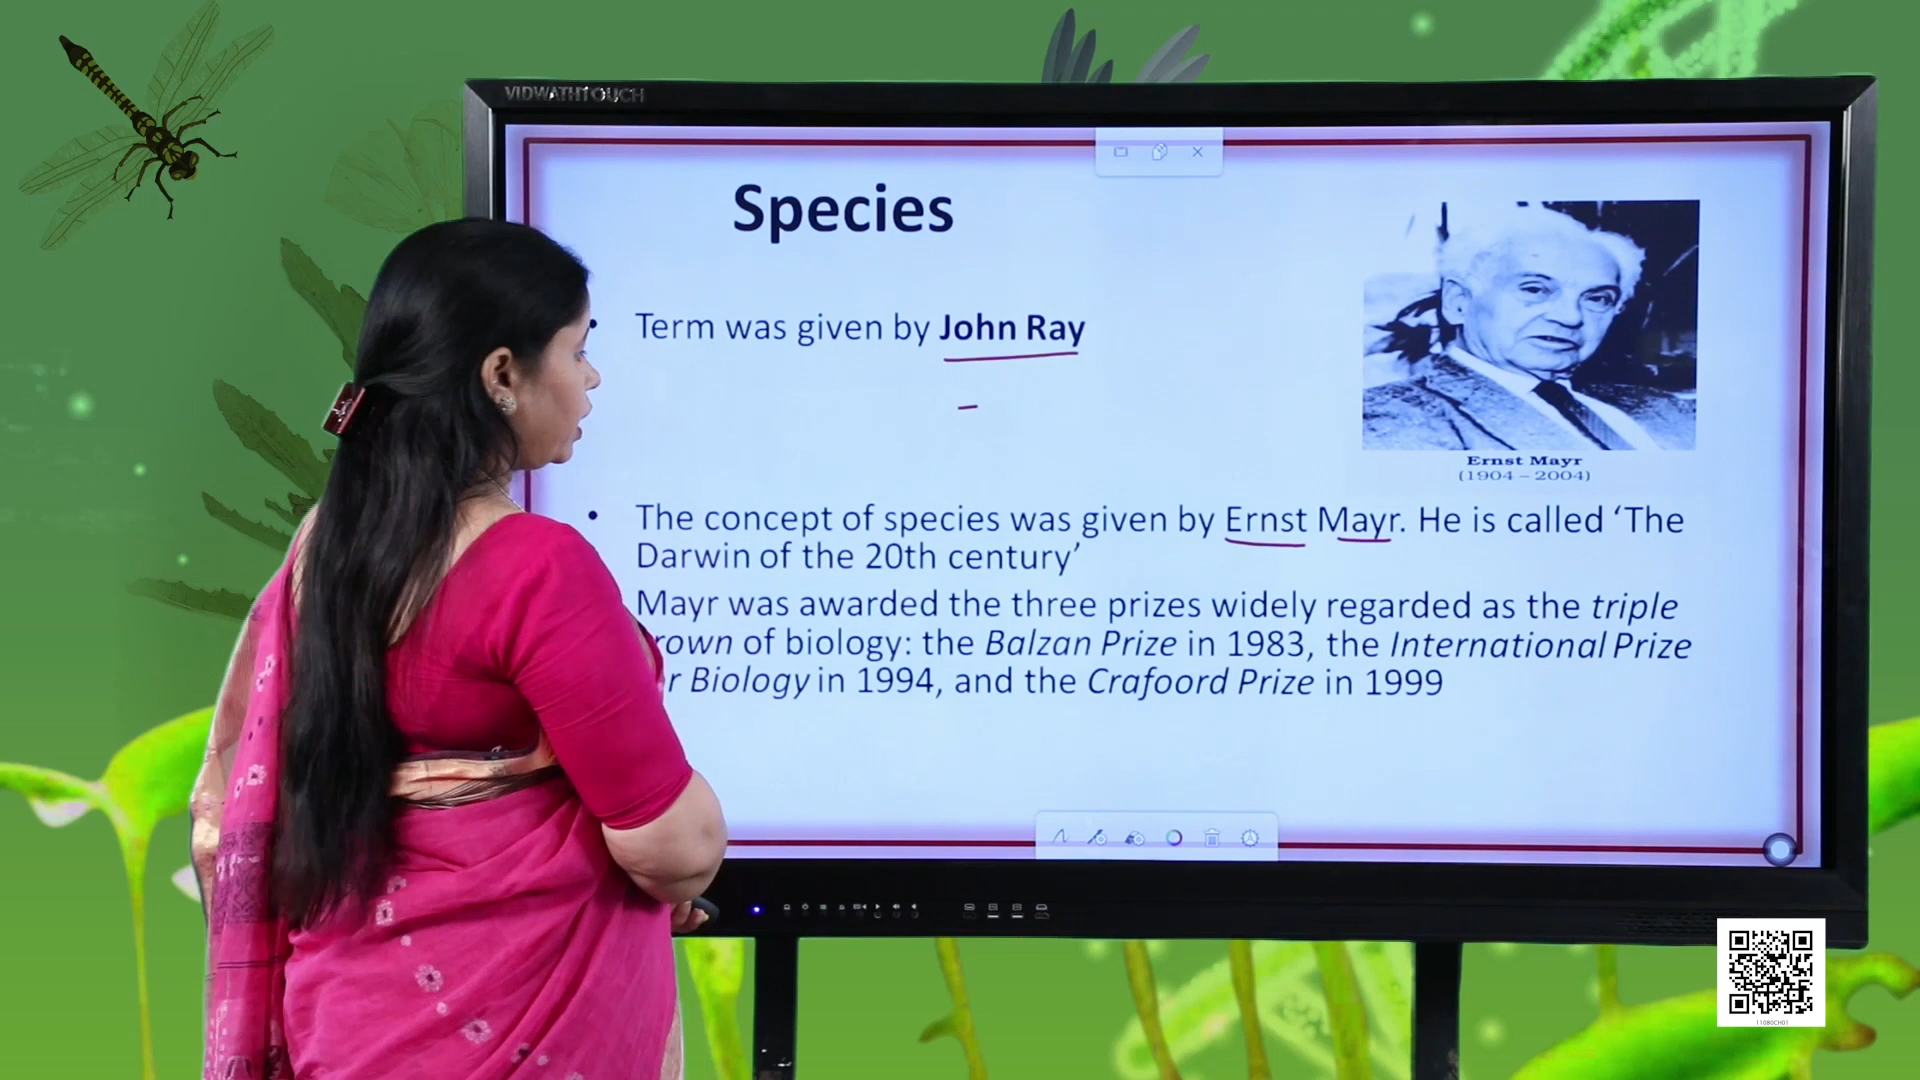 VIDWATHTOUCH
Species
• Term was given by John Ray
Ernst Mayr
(1904 – 2004)
• The concept of species was given by Ernst Mayr. He is called ‘The
Darwin of the 20th century’
Mayr was awarded the three prizes widely regarded as the triple
rown of biology: the Balzan Prize in 1983, the International Prize
r Biology in 1994, and the Crafoord Prize in 1999
11080CH01